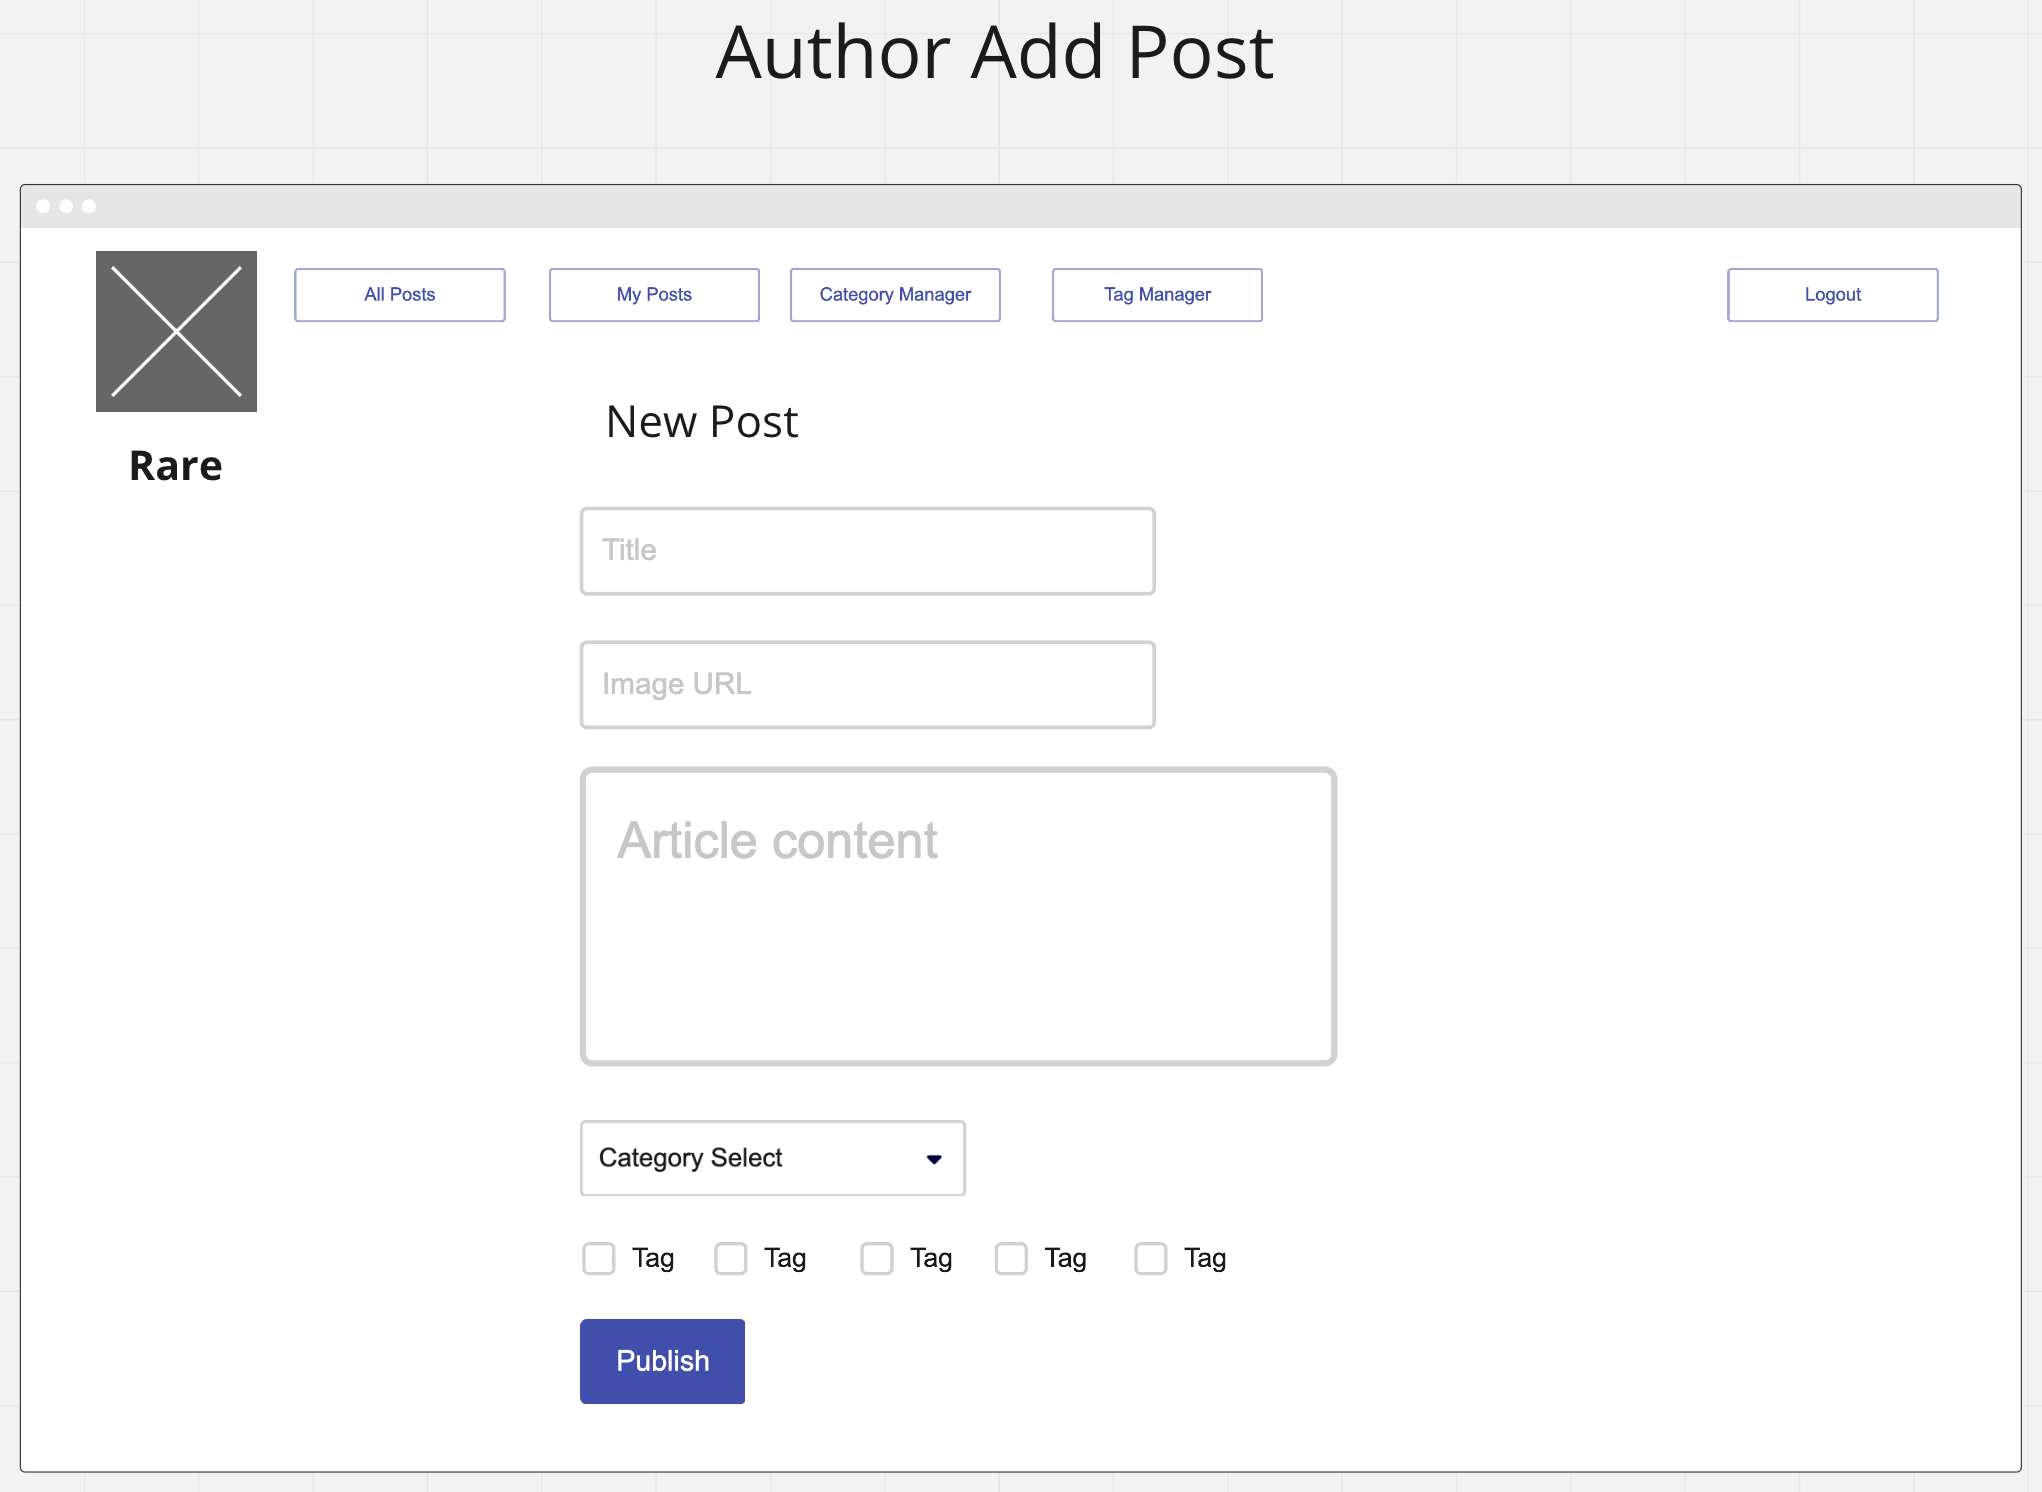 Author Add Post
All Posts
My Posts
Category Manager
Tag Manager
Logout
Rare
New Post
Title
Image URL
Article content
Category Select
Tag Tag Tag Tag Tag
Publish